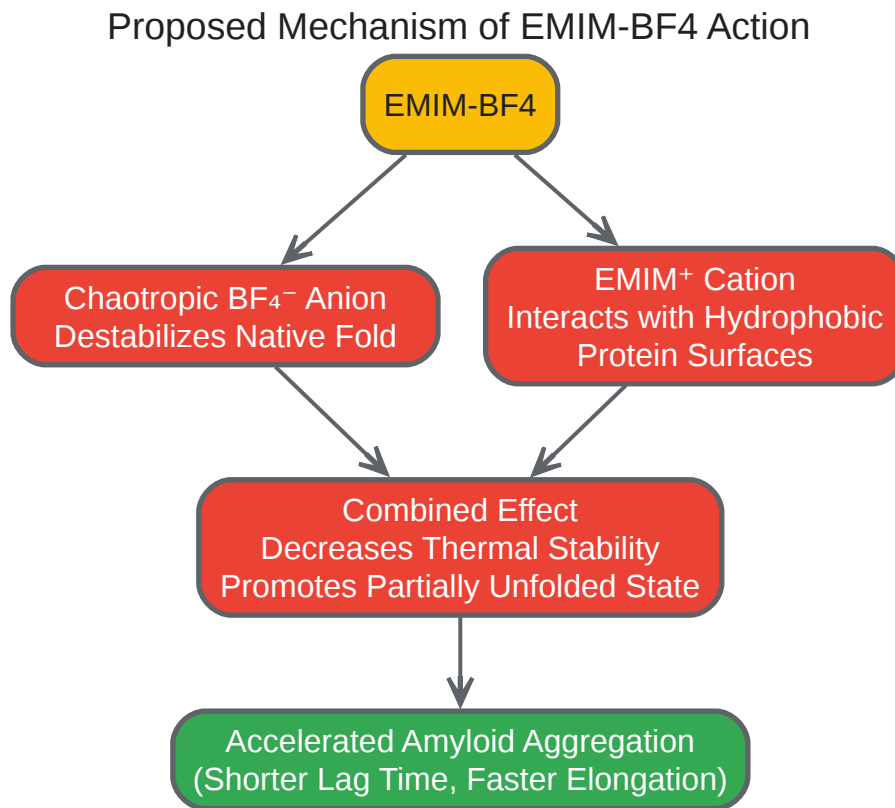 Proposed Mechanism of EMIM-BF4 Action
EMIM-BF4
Chaotropic BF₄⁻ Anion
Destabilizes Native Fold
EMIM⁺ Cation
Interacts with Hydrophobic
Protein Surfaces
Combined Effect
Decreases Thermal Stability
Promotes Partially Unfolded State
Accelerated Amyloid Aggregation
(Shorter Lag Time, Faster Elongation)